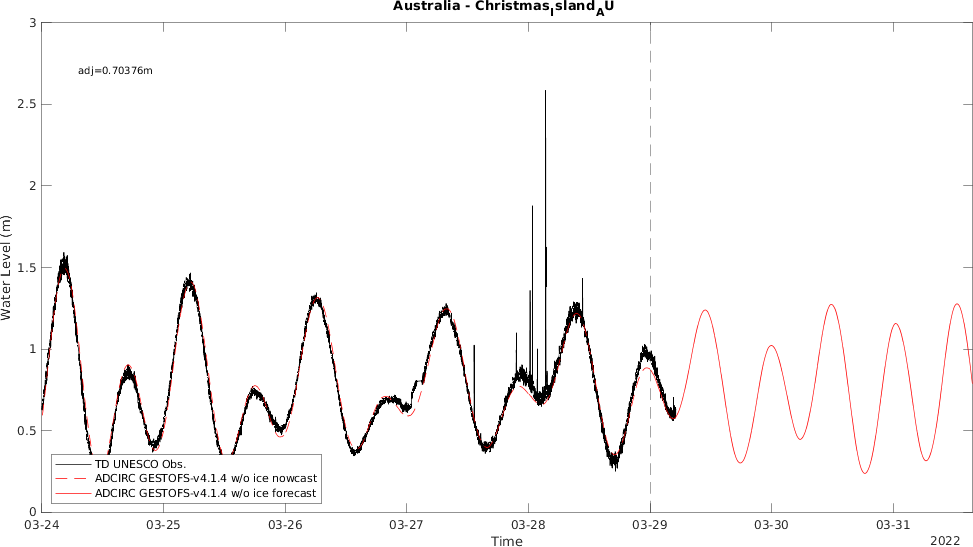 Australia - ChristmasIslandAU
3
adj=0.70376m
2.5
2
1.5
Water Level (m)
1
0.5
TD UNESCO Obs.
ADCIRC GESTOFS-v4.1.4 w/o ice nowcast
ADCIRC GESTOFS-v4.1.4 w/o ice forecast
0
03-24 03-25 03-26 03-27 03-28 03-29 03-30 03-31
Time
2022